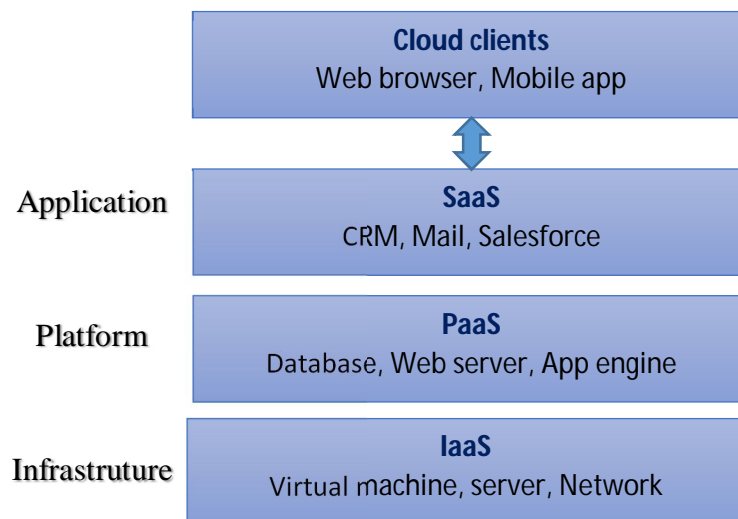 Cloud clients
Web browser, Mobile app
Application
SaaS
CRM, Mail, Salesforce
Platform
PaaS
Database, Web server, App engine
Infrastruture
IaaS
Virtual machine, server, Network